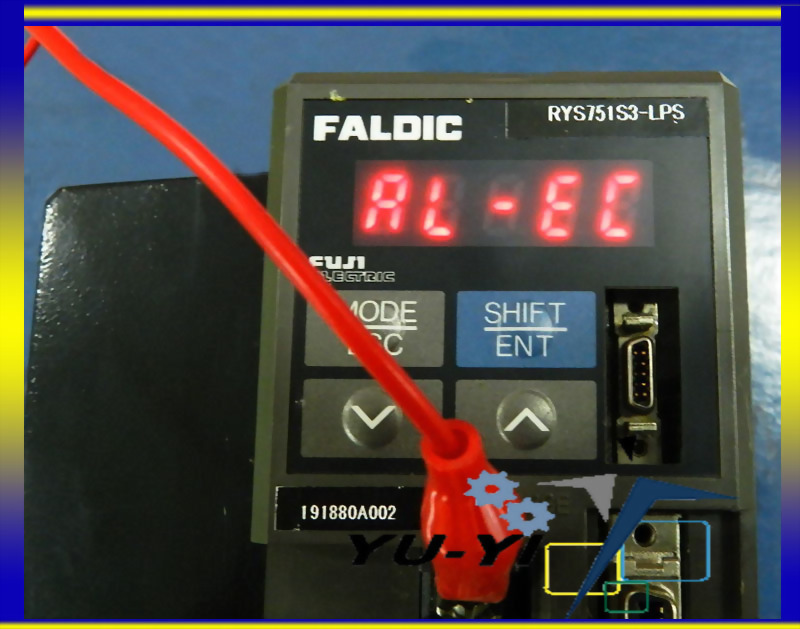 FALDIC
RYS751S3-LPS
AL-EC
FUJI
ELECTRIC
MODE
ESC
SHIFT
ENT
191880A002
YU-YI